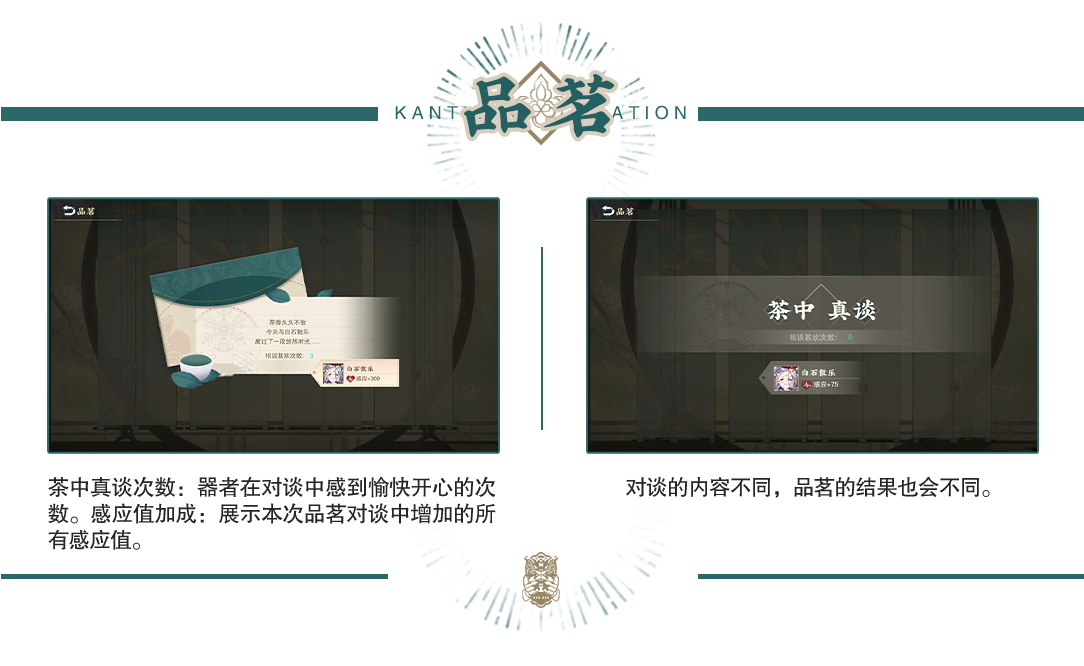 KANT
品茗
ATION
品茗
茶香久久不散
今天与白石散乐
度过了一段悠闲时光……
相谈甚欢次数: 3
白石散乐
感应+300
品茗
茶中 真谈
相谈甚欢次数: 0
白石散乐
感应+75
茶中真谈次数：器者在对谈中感到愉快开心的次
数。感应值加成：展示本次品茗对谈中增加的所
有感应值。
对谈的内容不同，品茗的结果也会不同。